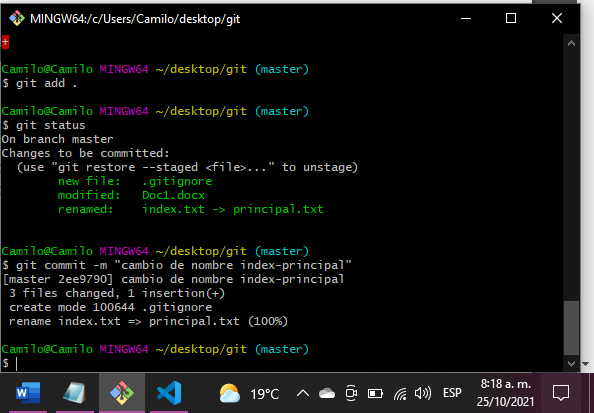 MINGW64:/c/Users/Camilo/desktop/git
+
Camilo@Camilo MINGW64 ~/desktop/git (master)
$ git add .
Camilo@Camilo MINGW64 ~/desktop/git (master)
$ git status
On branch master
Changes to be committed:
  (use "git restore --staged <file>..." to unstage)
        new file:   .gitignore
        modified:   Doc1.docx
        renamed:    index.txt -> principal.txt
Camilo@Camilo MINGW64 ~/desktop/git (master)
$ git commit -m "cambio de nombre index-principal"
[master 2ee9790] cambio de nombre index-principal
 3 files changed, 1 insertion(+)
 create mode 100644 .gitignore
 rename index.txt => principal.txt (100%)
Camilo@Camilo MINGW64 ~/desktop/git (master)
$
19°C ESP 8:18 a. m.
25/10/2021